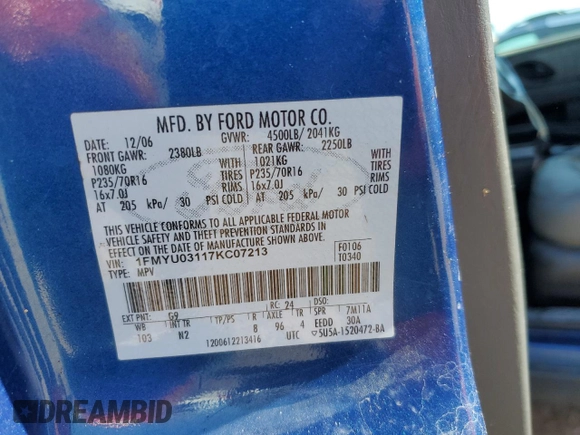 MFD. BY FORD MOTOR CO.
DATE: 12/06 GVWR: 4500LB/ 2041KG
FRONT GAWR: 2380LB REAR GAWR: 2250LB
1080KG WITH 1021KG WITH
P235/70R16 TIRES P235/70R16 TIRES
16x7.0J RIMS 16x7.0J RIMS
AT 205 kPa/ 30 PSI COLD AT 205 kPa/ 30 PSI COLD
THIS VEHICLE CONFORMS TO ALL APPLICABLE FEDERAL MOTOR
VEHICLE SAFETY AND THEFT PREVENTION STANDARDS IN
EFFECT ON THE DATE OF MANUFACTURE SHOWN ABOVE.
VIN: 1FMYU03117KC07213 F0106
TYPE: MPV T0340
EXT PNT: G9 RC: 24 DSO:
WB INT TR TP/PS R AXLE TR SPR 7M11A
103 N2 8 96 4 EEDD 30A
1200612213416 UTC ▽5U5A-1520472-BA
DREAMBID